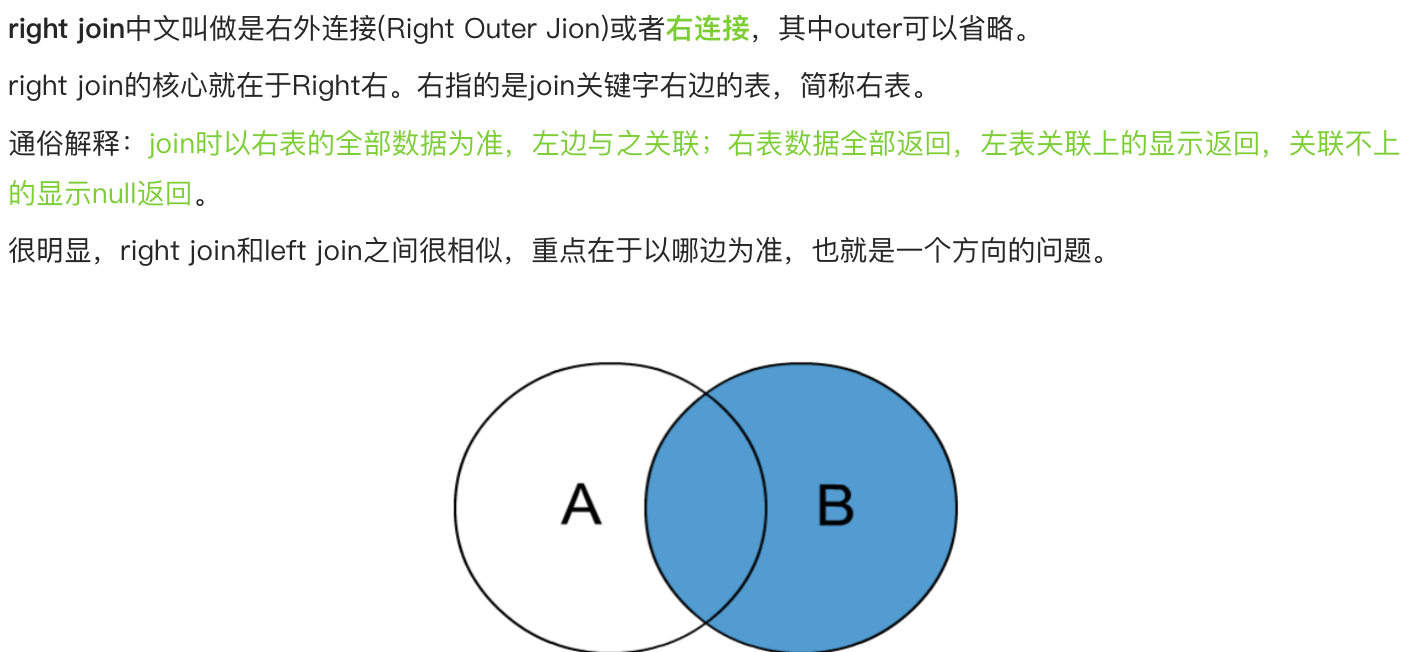 right join中文叫做是右外连接(Right Outer Jion)或者右连接，其中outer可以省略。
right join的核心就在于Right右。右指的是join关键字右边的表，简称右表。
通俗解释：join时以右表的全部数据为准，左边与之关联；右表数据全部返回，左表关联上的显示返回，关联不上
的显示null返回。
很明显，right join和left join之间很相似，重点在于以哪边为准，也就是一个方向的问题。
A
B